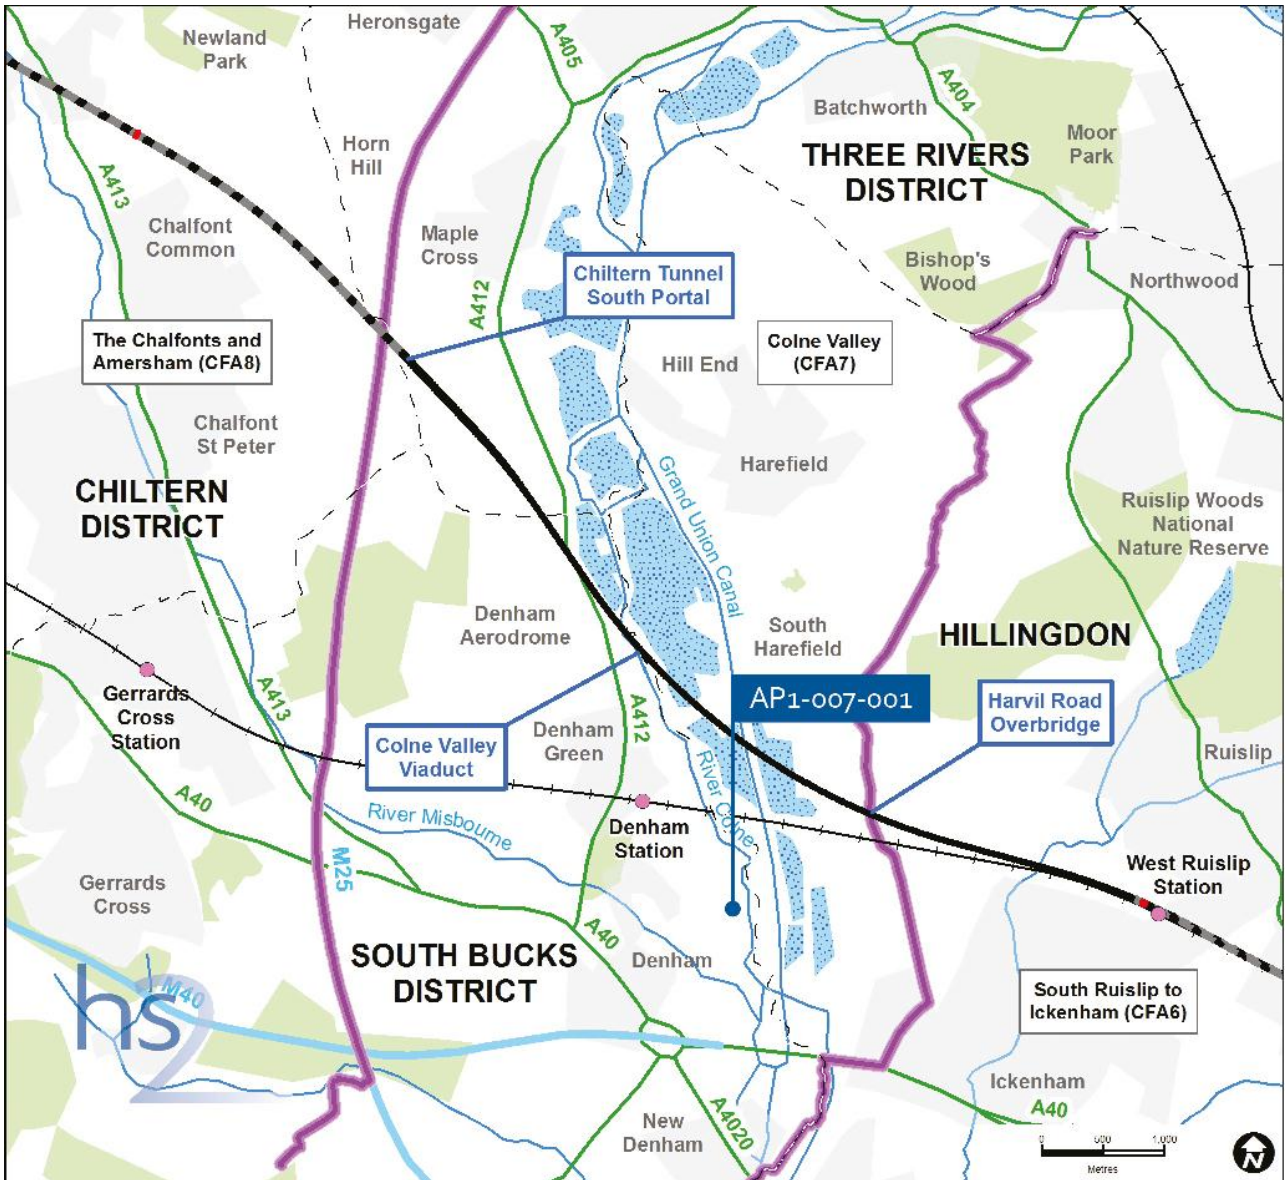 Heronsgate
Newland
Park
A405
Batchworth
A404
Moor
Park
Horn
Hill
THREE RIVERS
DISTRICT
A413
Chalfont
Common
Maple
Cross
Bishop's
Wood
Northwood
Chiltern Tunnel
South Portal
A412
The Chalfonts and
Amersham (CFA8)
Colne Valley
(CFA7)
Hill End
Chalfont
St Peter
Harefield
Grand Union Canal
CHILTERN
DISTRICT
Ruislip Woods
National
Nature Reserve
Denham
Aerodrome
South
Harefield
HILLINGDON
Gerrards
Cross
Station
A413
AP1-007-001
Harvil Road
Overbridge
A412
Denham
Green
Colne Valley
Viaduct
Ruislip
River Colne
A40
River Misbourne
Denham
Station
M25
West Ruislip
Station
Gerrards
Cross
A40
SOUTH BUCKS
DISTRICT
Denham
M40
hs2
South Ruislip to
Ickenham (CFA6)
Ickenham
A40
A4020
New
Denham
0 500 1,000
Metres
N